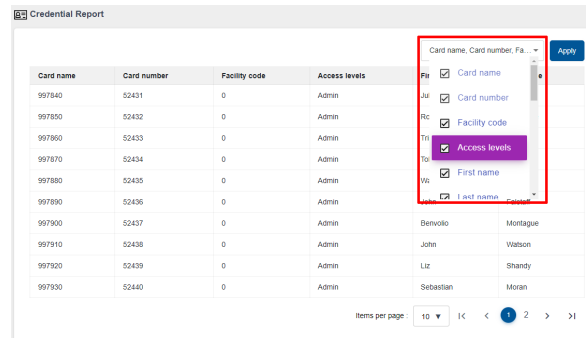 Credential Report
Card name, Card number, Fa... Apply
Card name Card number Facility code Access levels
Card name
997840 52431 0 Admin
Card number
997850 52432 0 Admin
Facility code
997860 52433 0 Admin
Access levels
997870 52434 0 Admin
First name
997880 52435 0 Admin
Last name
997890 52436 0 Admin John Falstaff
997900 52437 0 Admin Benvolio Montague
997910 52438 0 Admin John Watson
997920 52439 0 Admin Liz Shandy
997930 52440 0 Admin Sebastian Moran
Items per page : 10 1 2